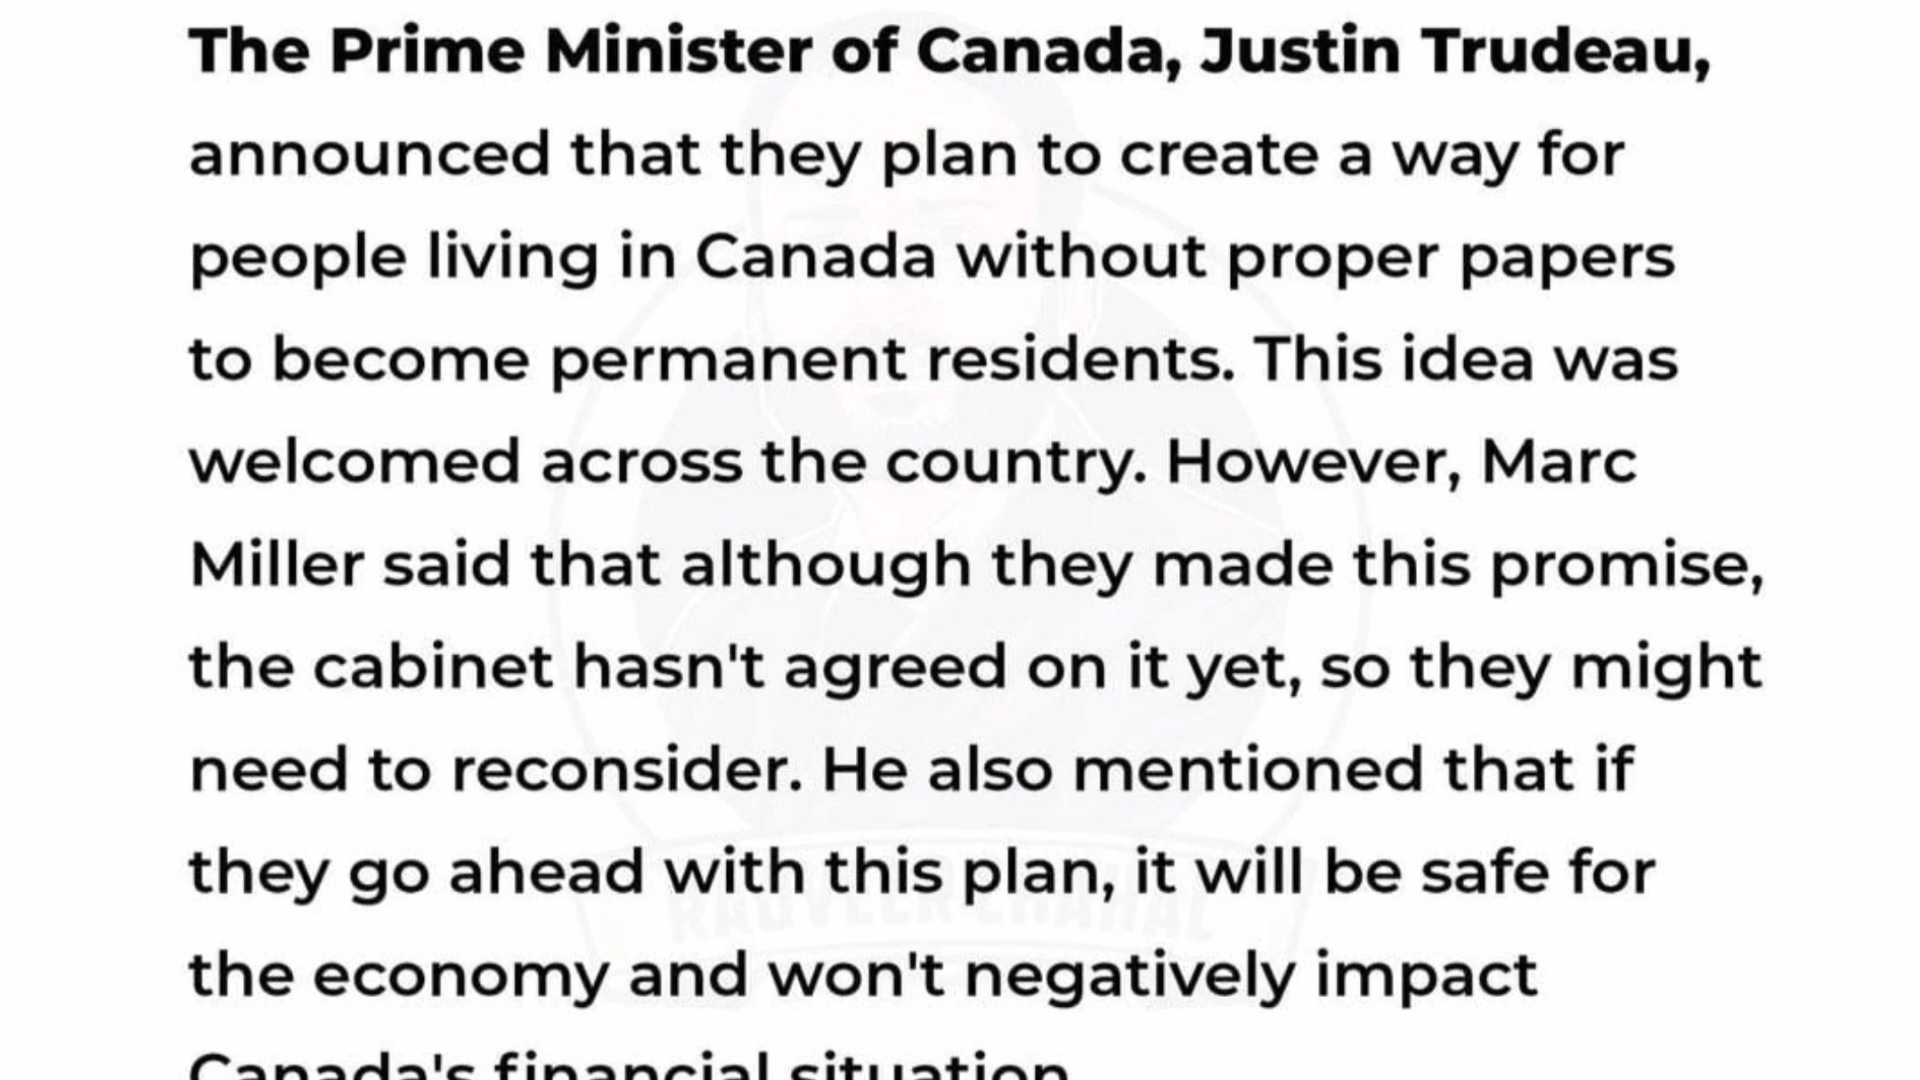 The Prime Minister of Canada, Justin Trudeau,
announced that they plan to create a way for
people living in Canada without proper papers
to become permanent residents. This idea was
welcomed across the country. However, Marc
Miller said that although they made this promise,
the cabinet hasn't agreed on it yet, so they might
need to reconsider. He also mentioned that if
they go ahead with this plan, it will be safe for
the economy and won't negatively impact
Canada's financial situation